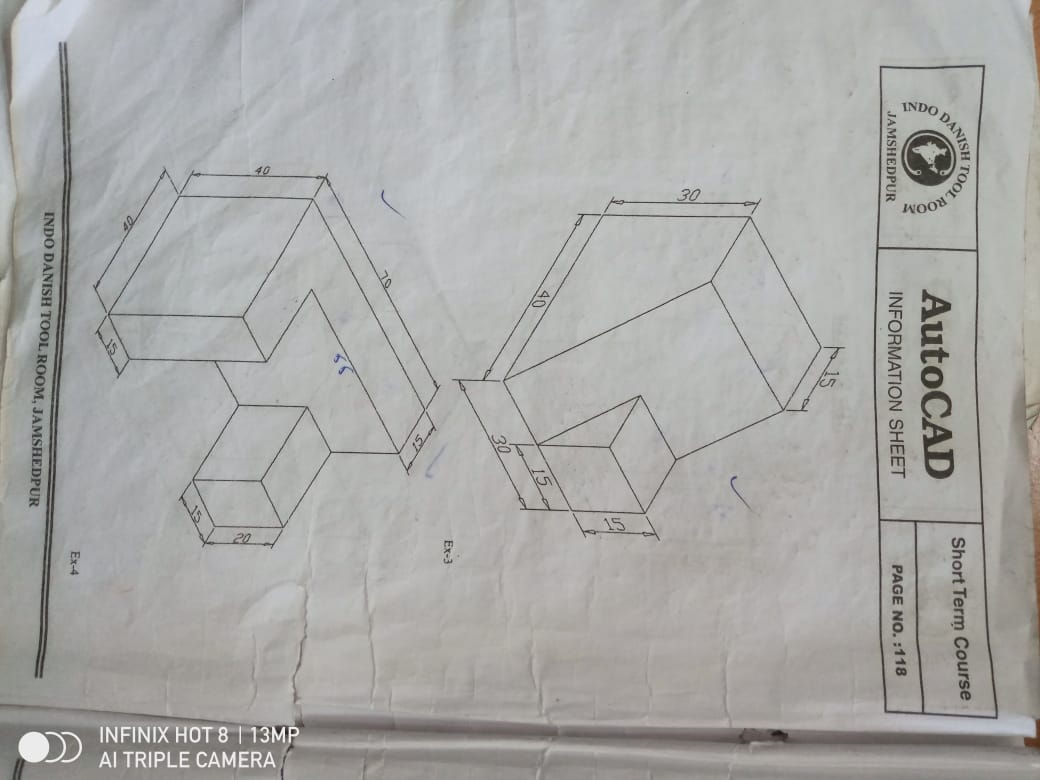 INDO DANISH TOOL ROOM
JAMSHEDPUR
AutoCAD
INFORMATION SHEET
Short Term Course
PAGE NO. :118
30
15
40
30
15
15
Ex-3
40
70
40
15
55
15
15
20
Ex-4
INDO DANISH TOOL ROOM, JAMSHEDPUR
INFINIX HOT 8 | 13MP
AI TRIPLE CAMERA